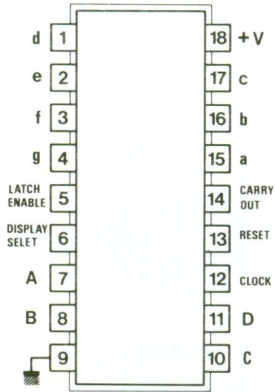 d 1 18 +V
e 2 17 c
f 3 16 b
g 4 15 a
LATCH
ENABLE 5 14 CARRY
OUT
DISPLAY
SELET 6 13 RESET
A 7 12 CLOCK
B 8 11 D
9 10 C